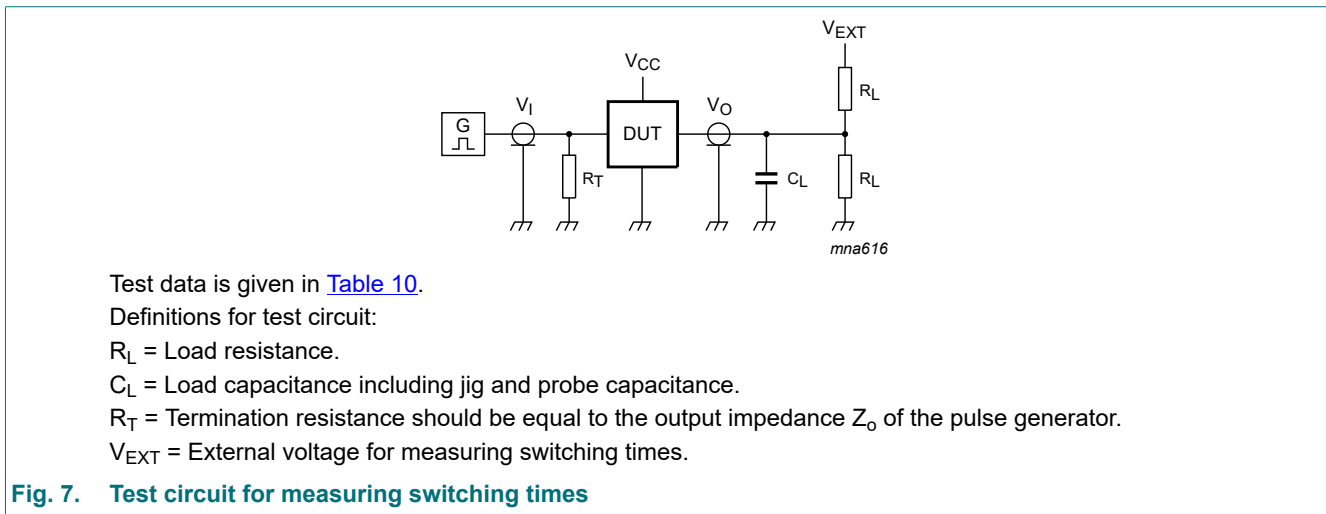 VEXT
VCC
RL
VI
VO
G
DUT
RT
CL
RL
mna616
Test data is given in Table 10.
Definitions for test circuit:
RL = Load resistance.
CL = Load capacitance including jig and probe capacitance.
RT = Termination resistance should be equal to the output impedance Zo of the pulse generator.
VEXT = External voltage for measuring switching times.
Fig. 7. Test circuit for measuring switching times